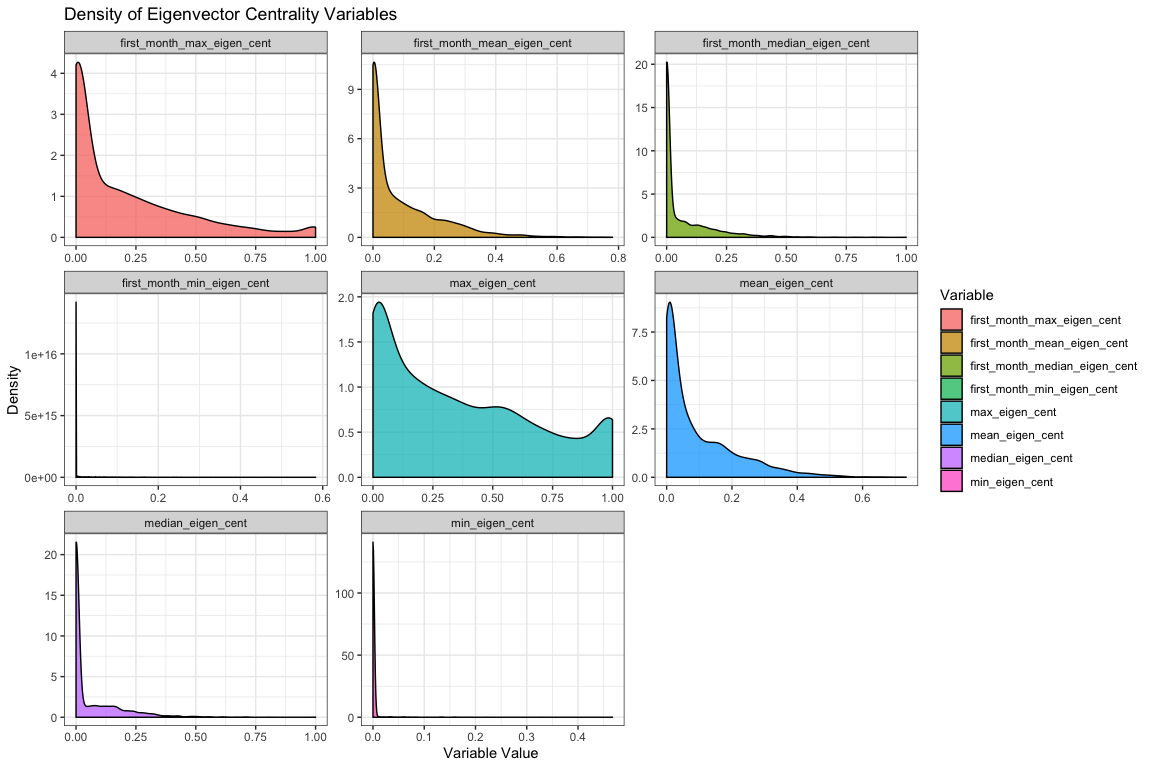 Density of Eigenvector Centrality Variables
first_month_max_eigen_cent
first_month_mean_eigen_cent
first_month_median_eigen_cent
4
3
2
1
0
0.00 0.25 0.50 0.75 1.00
9
6
3
0
0.0 0.2 0.4 0.6 0.8
20
15
10
5
0
0.00 0.25 0.50 0.75 1.00
first_month_min_eigen_cent
max_eigen_cent
mean_eigen_cent
Density
1e+16
5e+15
0e+00
0.0 0.2 0.4 0.6
2.0
1.5
1.0
0.5
0.0
0.00 0.25 0.50 0.75 1.00
7.5
5.0
2.5
0.0
0.0 0.2 0.4 0.6
median_eigen_cent
min_eigen_cent
20
15
10
5
0
0.00 0.25 0.50 0.75 1.00
100
50
0
0.0 0.1 0.2 0.3 0.4
Variable Value
Variable
first_month_max_eigen_cent
first_month_mean_eigen_cent
first_month_median_eigen_cent
first_month_min_eigen_cent
max_eigen_cent
mean_eigen_cent
median_eigen_cent
min_eigen_cent